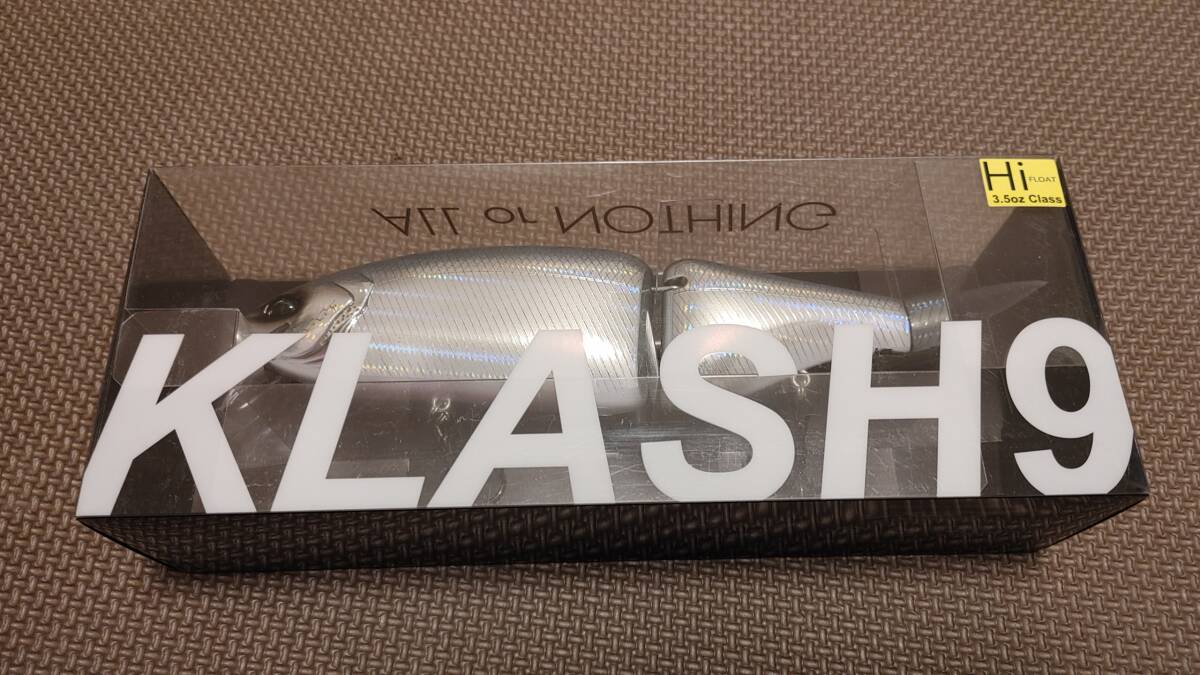 Hi FLOAT
3.5oz Class
ALL or NOTHING
KLASH9